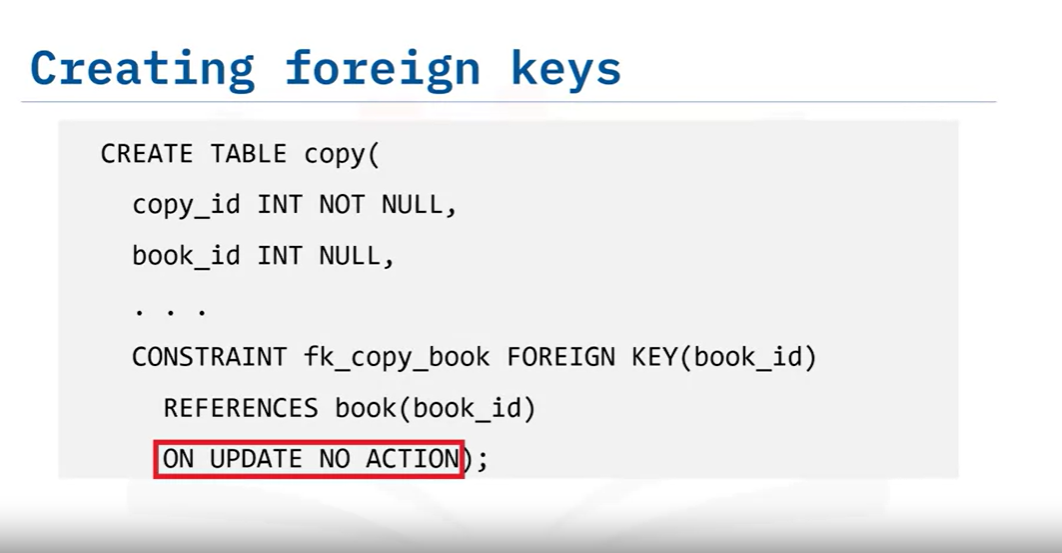 Creating foreign keys
CREATE TABLE copy(
copy_id INT NOT NULL,
book_id INT NULL,
. . .
CONSTRAINT fk_copy_book FOREIGN KEY(book_id)
REFERENCES book(book_id)
ON UPDATE NO ACTION);